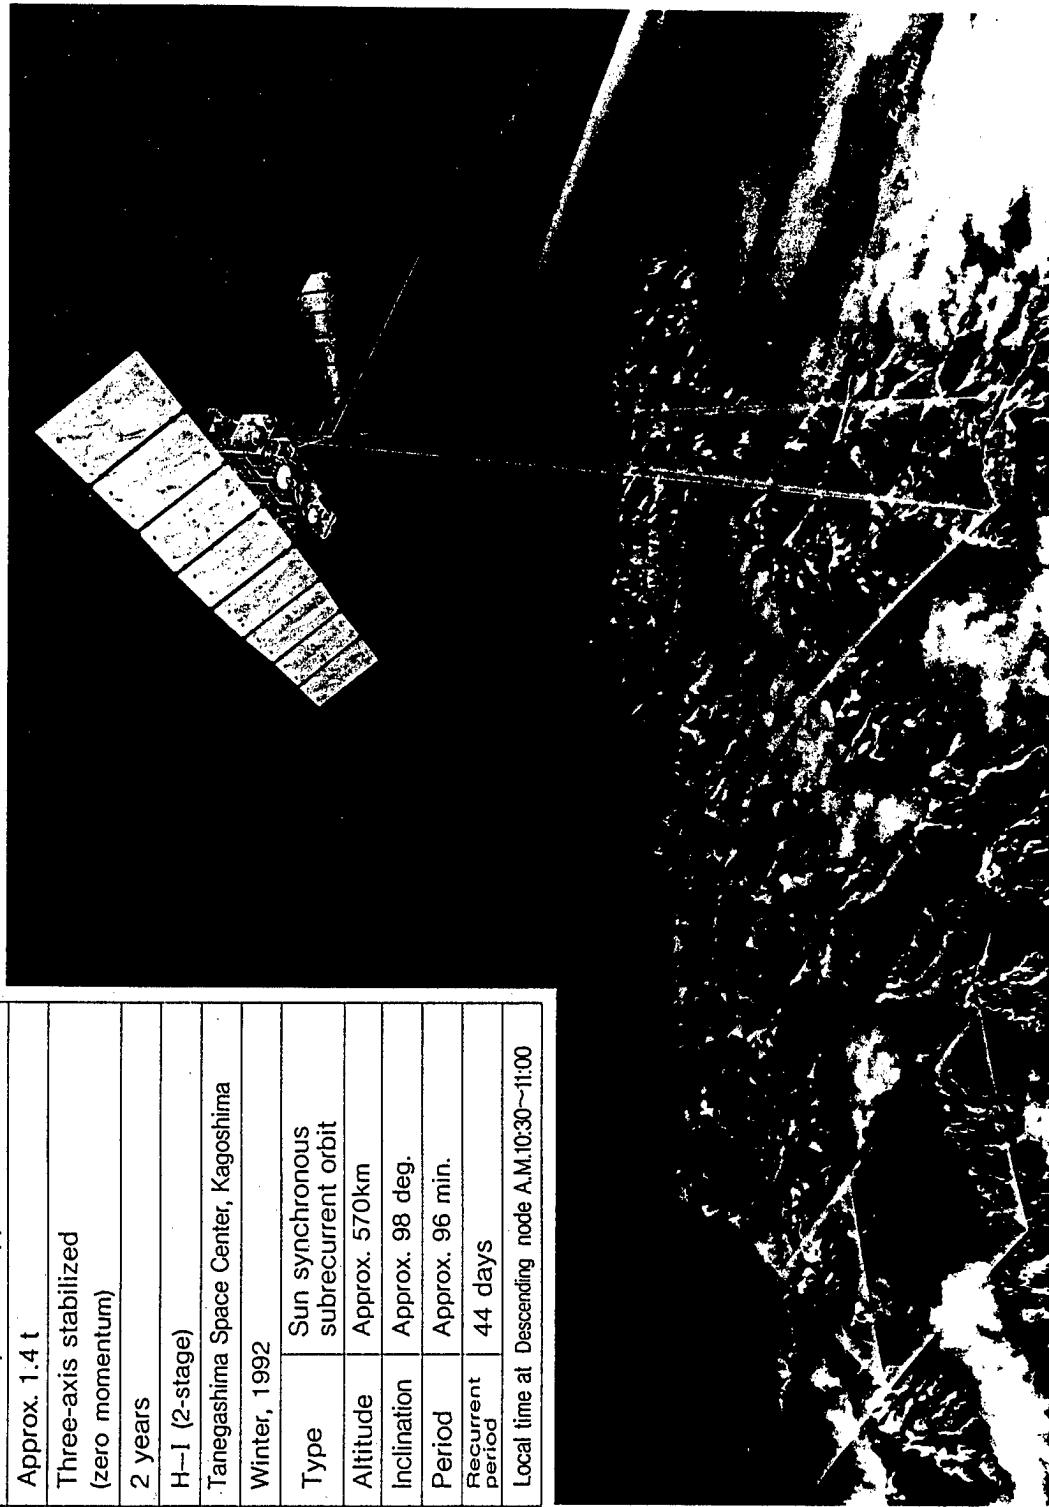 Approx. 1.4 t
Three-axis stabilized
(zero momentum)
2 years
H-I (2-stage)
Tanegashima Space Center, Kagoshima
Winter, 1992
Type
Sun synchronous
subrecurrent orbit
Altitude
Approx. 570km
Inclination
Approx. 98 deg.
Period
Approx. 96 min.
Recurrent
period
44 days
Local time at Descending node A.M.10:30~11:00